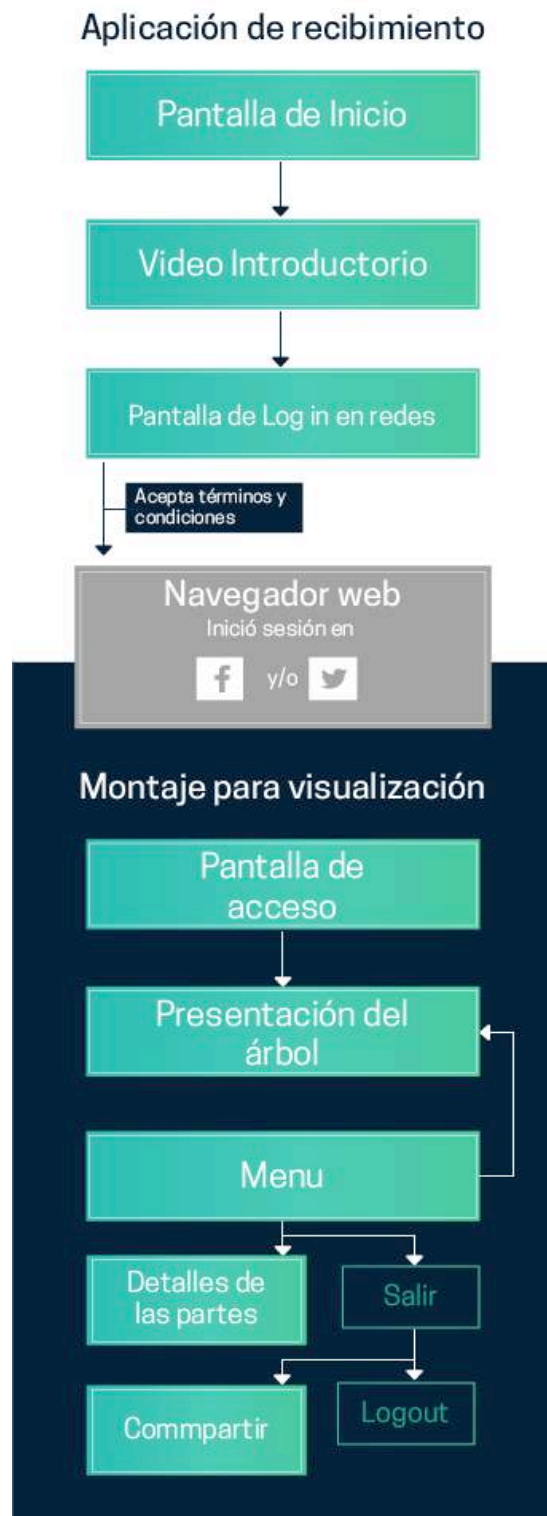 Aplicación de recibimiento
Pantalla de Inicio
Video Introductorio
Pantalla de Log in en redes
Acepta términos y
condiciones
Navegador web
Inició sesión en
y/o
Montaje para visualización
Pantalla de
acceso
Presentación del
árbol
Menu
Detalles de
las partes
Salir
Commpartir
Logout